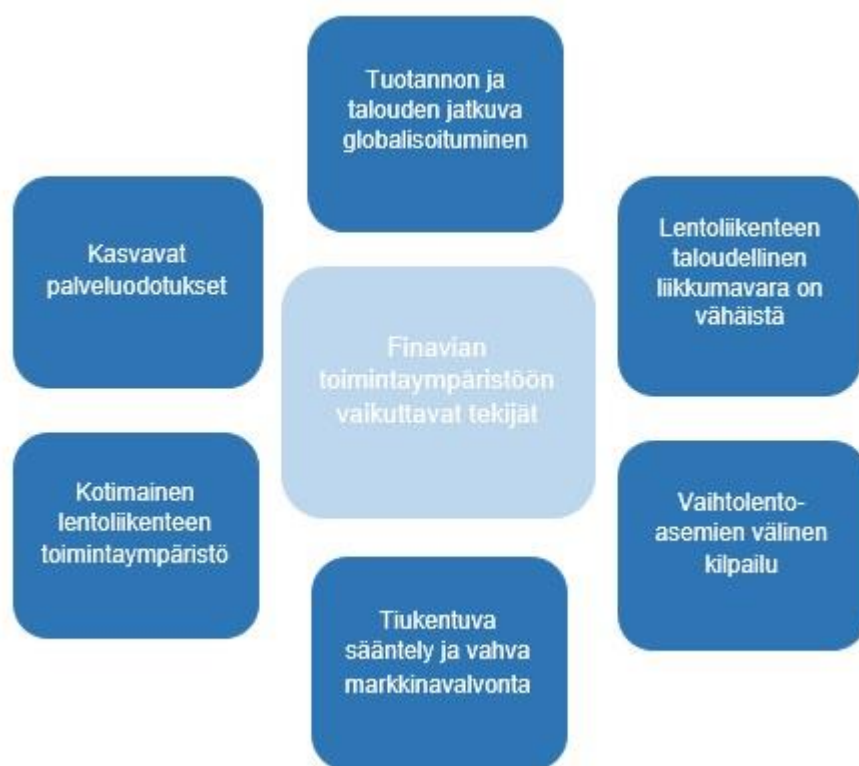 Tuotannon ja
talouden jatkuva
globalisoituminen
Kasvavat
palveluodotukset
Lentoliikenteen
taloudellinen
liikkumavara on
vähäistä
Finavian
toimintaympäristöön
vaikuttavat tekijät
Kotimainen
lentoliikenteen
toimintaympäristö
Vaihtolento-
asemien välinen
kilpailu
Tiukentuva
sääntely ja vahva
markkinavalvonta